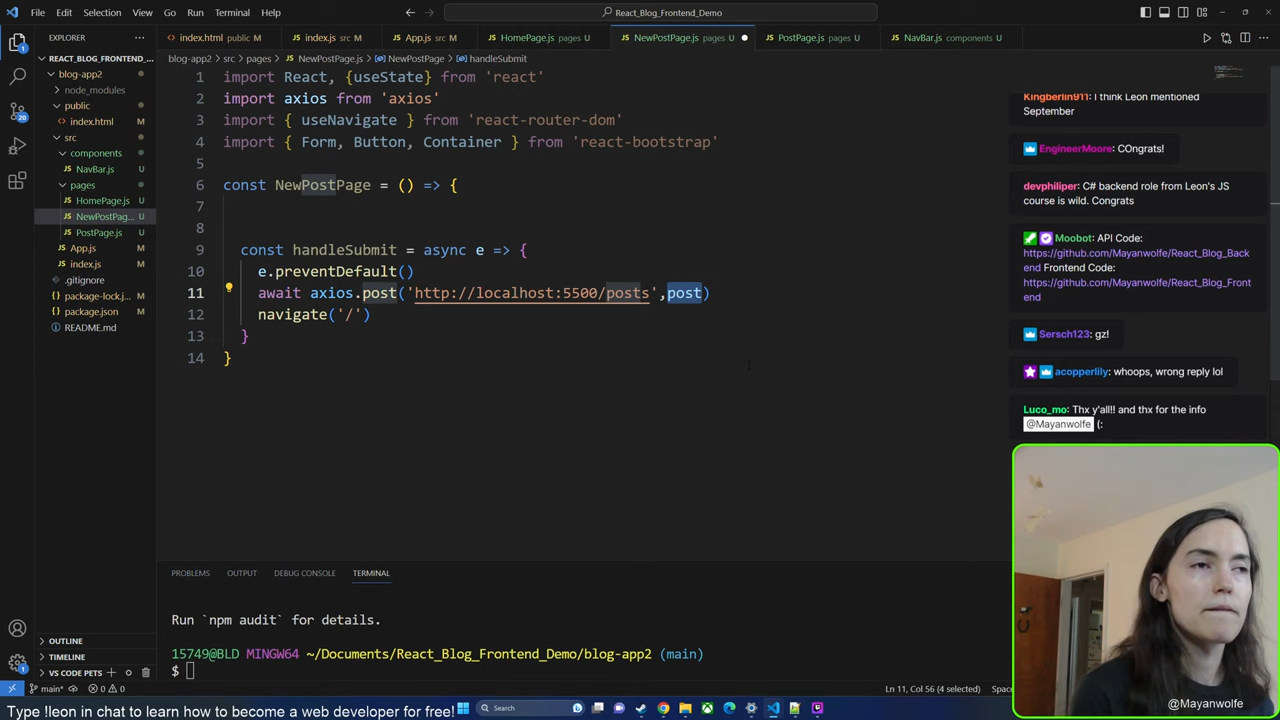 File Edit Selection View Go Run Terminal Help
React_Blog_Frontend_Demo
EXPLORER
REACT_BLOG_FRONTEND_...
blog-app2
node_modules
public
index.html U
src
components
NavBar.js U
pages
HomePage.js U
NewPostPag... U
PostPage.js U
App.js M
index.js M
.gitignore
package-lock.j... M
package.json M
README.md
OUTLINE
TIMELINE
VS CODE PETS
index.html public M
index.js src M
App.js src M
HomePage.js pages U
NewPostPage.js pages U
PostPage.js pages U
NavBar.js components U
blog-app2 > src > pages > NewPostPage.js > NewPostPage > handleSubmit
1 import React, {useState} from 'react'
2 import axios from 'axios'
3 import { useNavigate } from 'react-router-dom'
4 import { Form, Button, Container } from 'react-bootstrap'
5
6 const NewPostPage = () => {
7
8
9 const handleSubmit = async e => {
10 e.preventDefault()
11 await axios.post('http://localhost:5500/posts',post)
12 navigate('/')
13 }
14 }
PROBLEMS OUTPUT DEBUG CONSOLE TERMINAL
Run `npm audit` for details.
15749@BLD MINGW64 ~/Documents/React_Blog_Frontend_Demo/blog-app2 (main)
$
Kingberlin911: I think Leon mentioned
September
EngineerMoore: COngrats!
devphiliper: C# backend role from Leon's JS
course is wild. Congrats
Moobot: API Code:
https://github.com/Mayanwolfe/React_Blog_Back
end Frontend Code:
https://github.com/Mayanwolfe/React_Blog_Front
end
Sersch123: gz!
acopperlily: whoops, wrong reply lol
Luco_mo: Thx y'all!! and thx for the info
@Mayanwolfe (:
20
1
main* 0 0
Ln 11, Col 56 (4 selected) Spac
Type !leon in chat to learn how to become a web developer for free!
Search
@Mayanwolfe